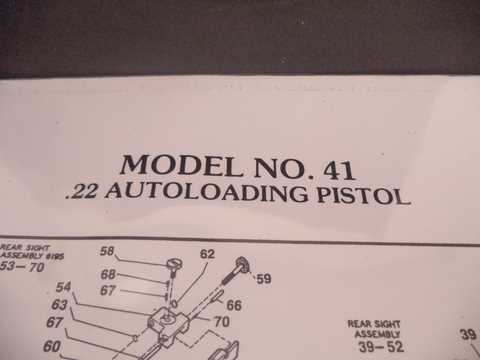 MODEL NO. 41
.22 AUTOLOADING PISTOL
REAR SIGHT
ASSEMBLY 6195
53-70
58
62
68
59
67
54
66
63
70
67
60
REAR SIGHT
ASSEMBLY
39-52
39